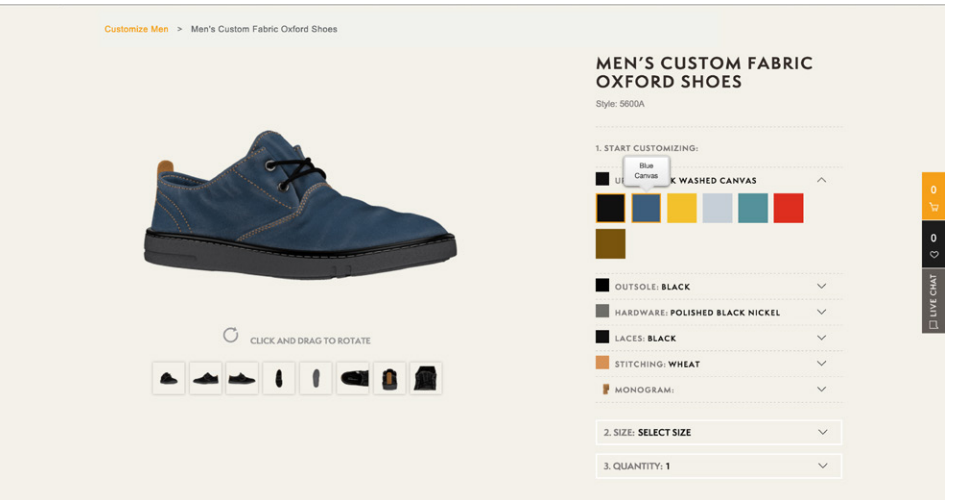 Customize Men > Men's Custom Fabric Oxford Shoes
MEN'S CUSTOM FABRIC
OXFORD SHOES
Style: 5600A
1. START CUSTOMIZING:
Blue
Canvas
K WASHED CANVAS
OUTSOLE: BLACK
HARDWARE: POLISHED BLACK NICKEL
LACES: BLACK
STITCHING: WHEAT
MONOGRAM:
2. SIZE: SELECT SIZE
3. QUANTITY: 1
CLICK AND DRAG TO ROTATE
0
0
LIVE CHAT